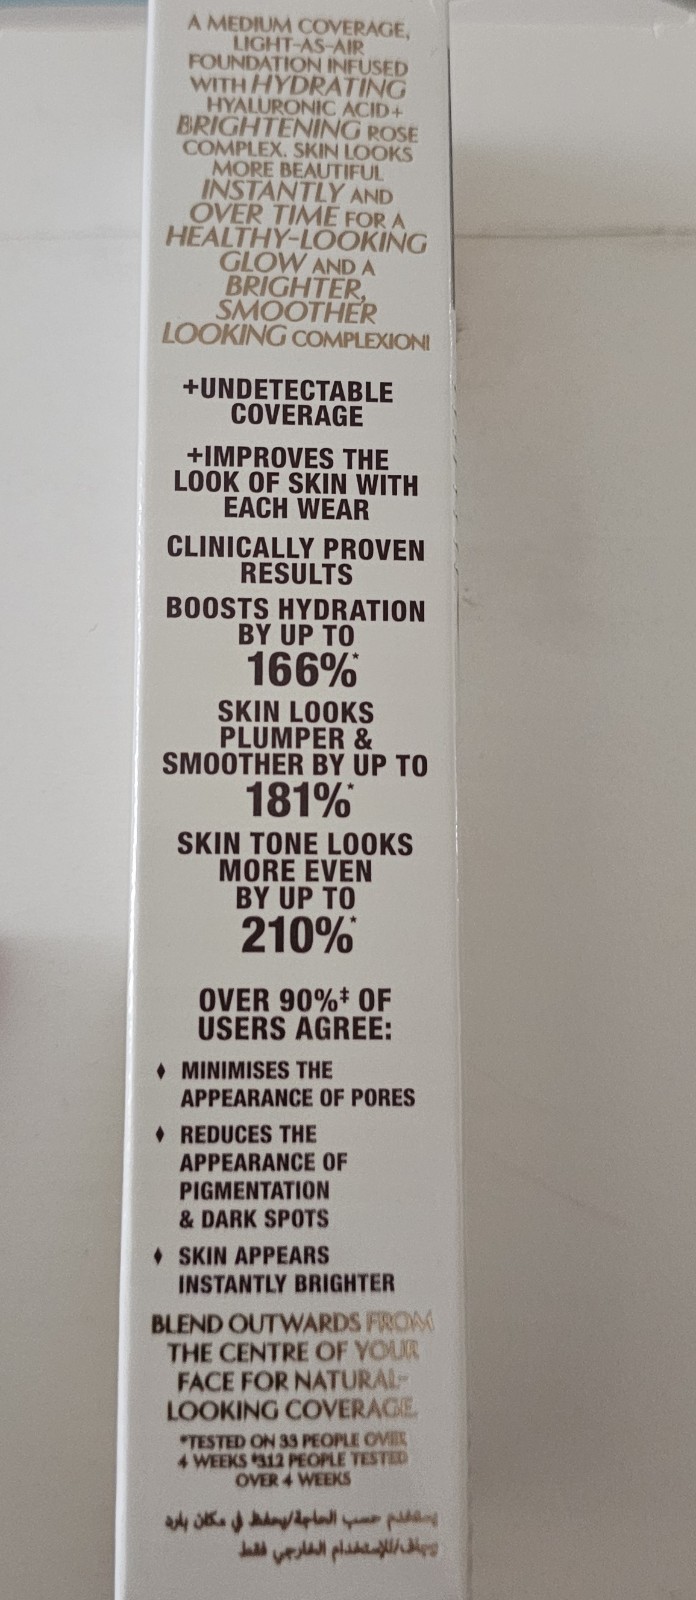 A MEDIUM COVERAGE,
LIGHT-AS-AIR
FOUNDATION INFUSED
WITH HYDRATING
HYALURONIC ACID+
BRIGHTENING ROSE
COMPLEX. SKIN LOOKS
MORE BEAUTIFUL
INSTANTLY AND
OVER TIME FOR A
HEALTHY-LOOKING
GLOW AND A
BRIGHTER,
SMOOTHER
LOOKING COMPLEXION!
+UNDETECTABLE
COVERAGE
+IMPROVES THE
LOOK OF SKIN WITH
EACH WEAR
CLINICALLY PROVEN
RESULTS
BOOSTS HYDRATION
BY UP TO
166%*
SKIN LOOKS
PLUMPER &
SMOOTHER BY UP TO
181%*
SKIN TONE LOOKS
MORE EVEN
BY UP TO
210%*
OVER 90%‡ OF
USERS AGREE:
♦ MINIMISES THE
APPEARANCE OF PORES
♦ REDUCES THE
APPEARANCE OF
PIGMENTATION
& DARK SPOTS
♦ SKIN APPEARS
INSTANTLY BRIGHTER
BLEND OUTWARDS FROM
THE CENTRE OF YOUR
FACE FOR NATURAL-
LOOKING COVERAGE.
*TESTED ON 33 PEOPLE OVER
4 WEEKS ‡312 PEOPLE TESTED
OVER 4 WEEKS
يستخدم حسب الحاجة/يحفظ في مكان بارد
وجاف/للإستخدام الخارجي فقط